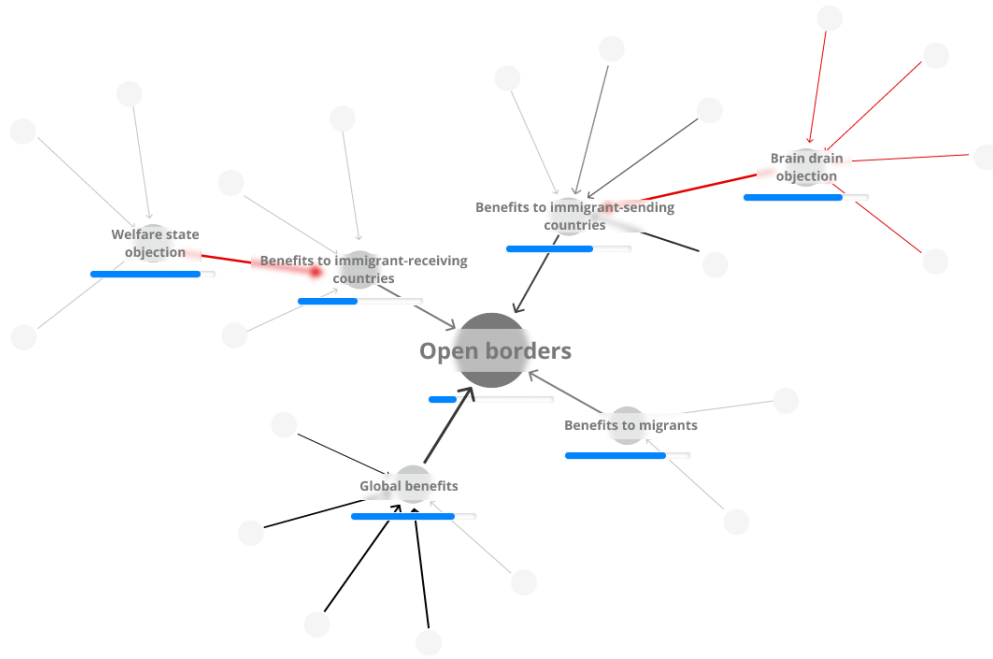 Brain drain
objection
Benefits to immigrant-sending
countries
Welfare state
objection
Benefits to immigrant-receiving
countries
Open borders
Benefits to migrants
Global benefits